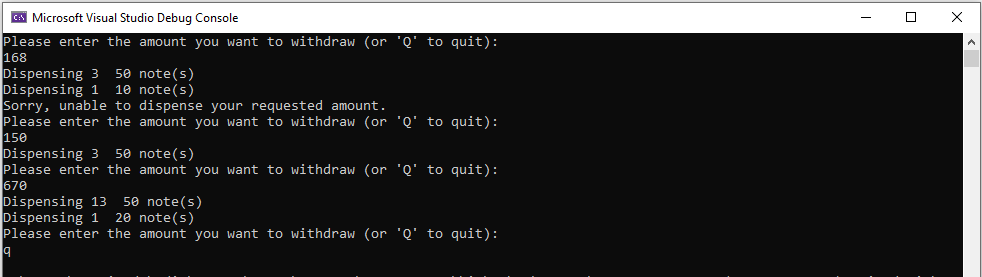 Microsoft Visual Studio Debug Console
Please enter the amount you want to withdraw (or 'Q' to quit):
168
Dispensing 3  50 note(s)
Dispensing 1  10 note(s)
Sorry, unable to dispense your requested amount.
Please enter the amount you want to withdraw (or 'Q' to quit):
150
Dispensing 3  50 note(s)
Please enter the amount you want to withdraw (or 'Q' to quit):
670
Dispensing 13  50 note(s)
Dispensing 1  20 note(s)
Please enter the amount you want to withdraw (or 'Q' to quit):
q